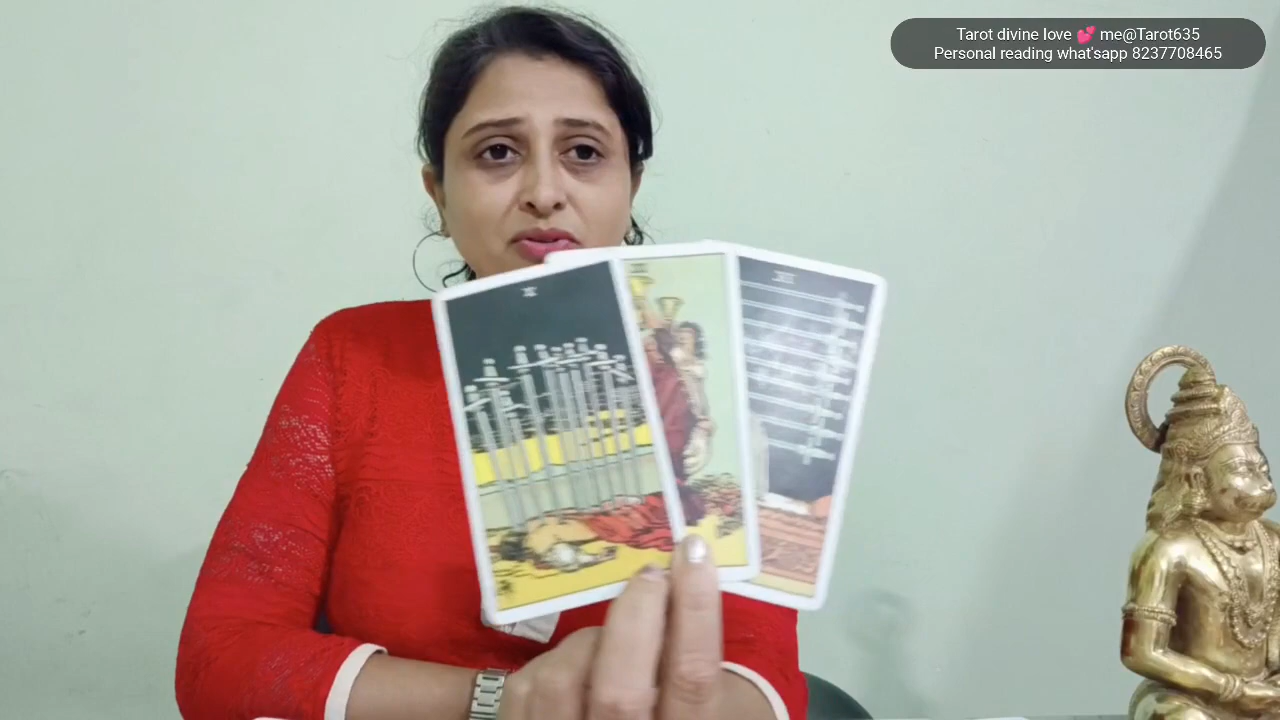 Tarot divine love 💕 me@Tarot635
Personal reading what'sapp 8237708465
X